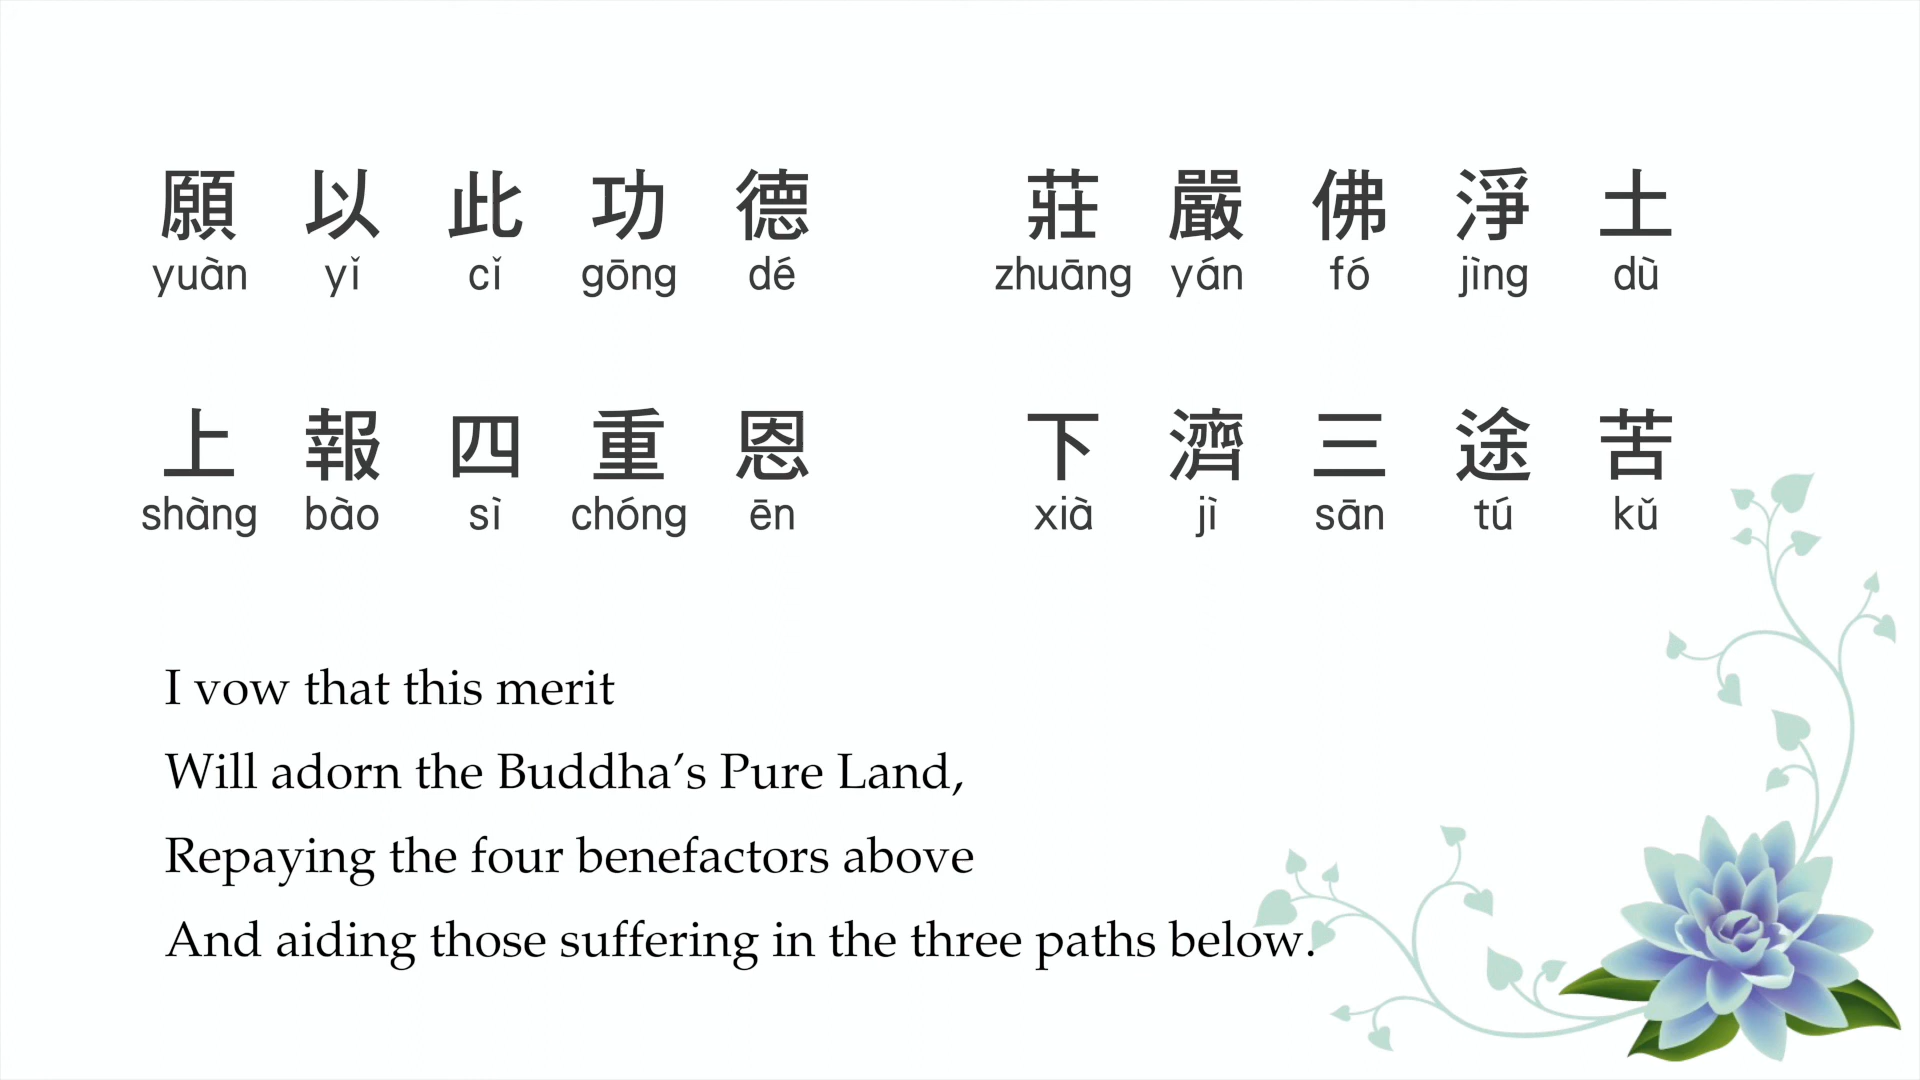 願以此功德 莊嚴佛淨土
yuàn yǐ cǐ gōng dé zhuāng yán fó jìng dù
上報四重恩 下濟三途苦
shàng bào sì chóng ēn xià jì sān tú kǔ
I vow that this merit
Will adorn the Buddha’s Pure Land,
Repaying the four benefactors above
And aiding those suffering in the three paths below.